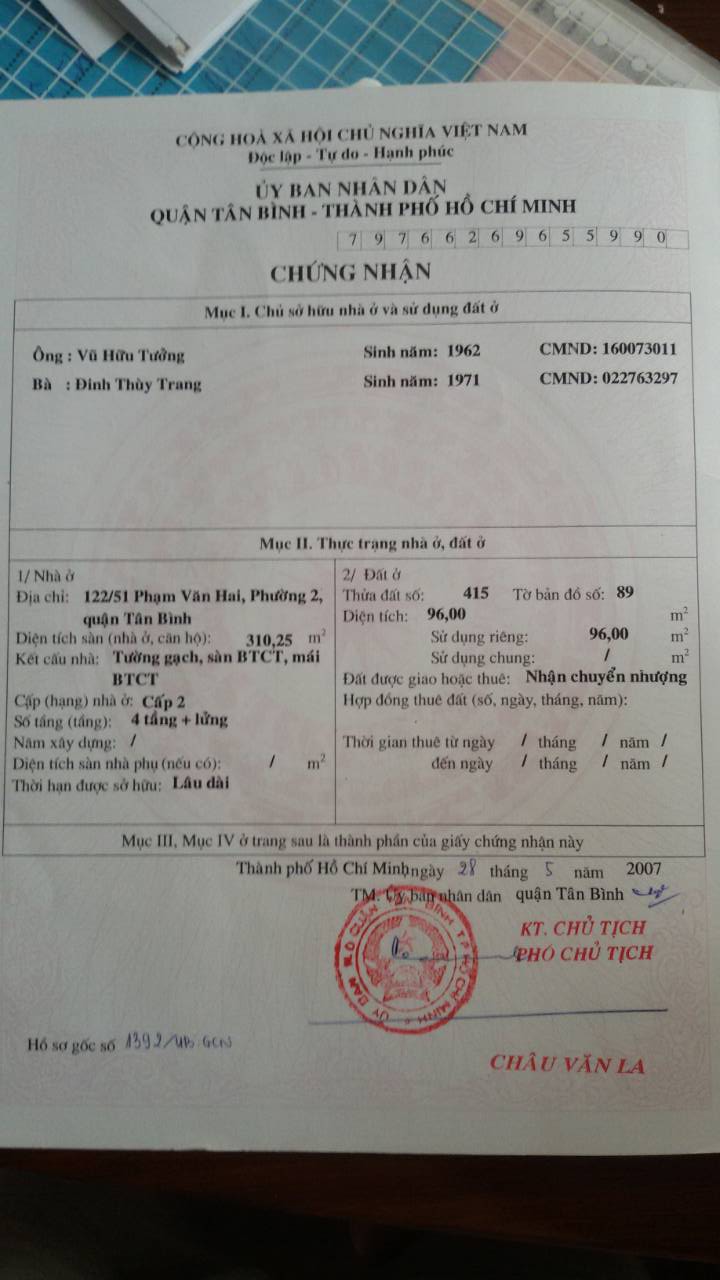 CỘNG HOÀ XÃ HỘI CHỦ NGHĨA VIỆT NAM
Độc lập - Tự do - Hạnh phúc
ỦY BAN NHÂN DÂN
QUẬN TÂN BÌNH - THÀNH PHỐ HỒ CHÍ MINH
7 9 7 6 6 2 6 9 6 5 5 9 9 0
CHỨNG NHẬN
Mục I. Chủ sở hữu nhà ở và sử dụng đất ở
Ông : Vũ Hữu Tưởng Sinh năm: 1962 CMND: 160073011
Bà : Đinh Thùy Trang Sinh năm: 1971 CMND: 022763297
Mục II. Thực trạng nhà ở, đất ở
1/ Nhà ở
Địa chỉ: 122/51 Phạm Văn Hai, Phường 2,
quận Tân Bình
Diện tích sàn (nhà ở, căn hộ): 310,25 m²
Kết cấu nhà: Tường gạch, sàn BTCT, mái
BTCT
Cấp (hạng) nhà ở: Cấp 2
Số tầng (tầng): 4 tầng + lửng
Năm xây dựng: /
Diện tích sàn nhà phụ (nếu có): / m²
Thời hạn được sở hữu: Lâu dài
2/ Đất ở
Thửa đất số: 415 Tờ bản đồ số: 89
Diện tích: 96,00 m²
Sử dụng riêng: 96,00 m²
Sử dụng chung: / m²
Đất được giao hoặc thuê: Nhận chuyển nhượng
Hợp đồng thuê đất (số, ngày, tháng, năm):
Thời gian thuê từ ngày / tháng / năm /
đến ngày / tháng / năm /
Mục III, Mục IV ở trang sau là thành phần của giấy chứng nhận này
Thành phố Hồ Chí Minh, ngày 28 tháng 5 năm 2007
TM. Ủy ban nhân dân quận Tân Bình
KT. CHỦ TỊCH
PHÓ CHỦ TỊCH
Hồ sơ gốc số 1392/UB.GCN
CHÂU VĂN LA